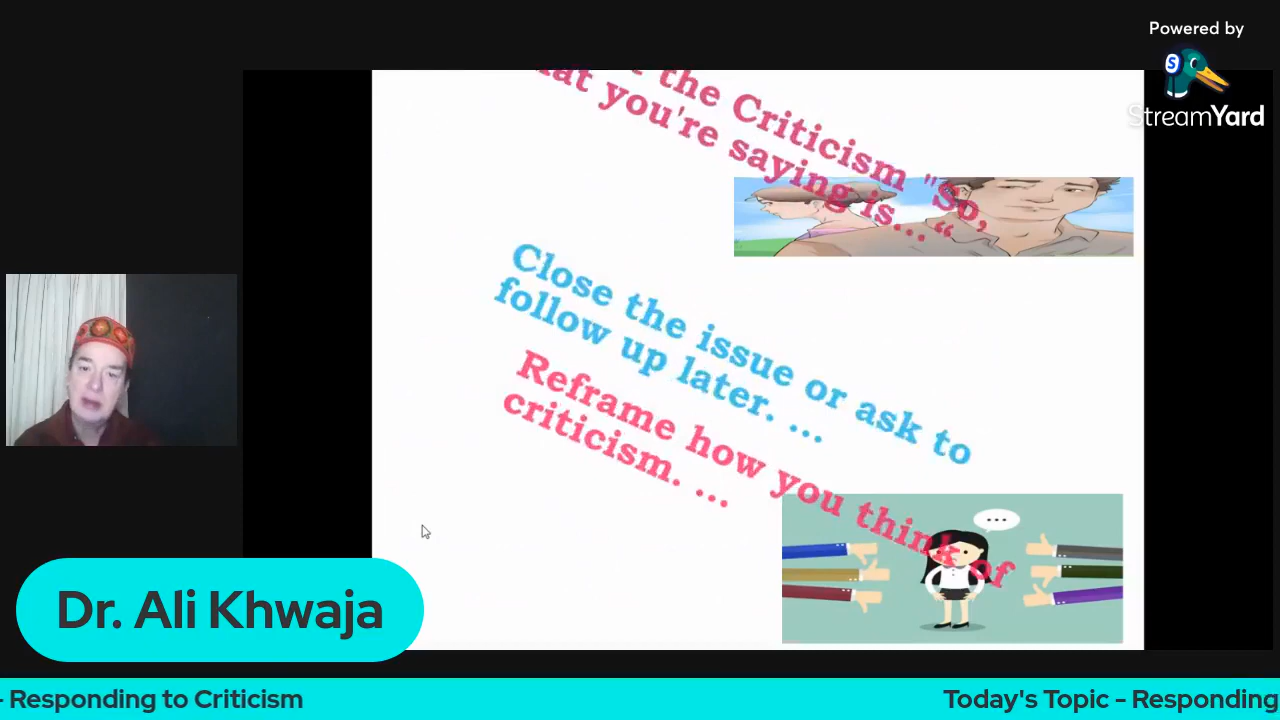 Powered by
StreamYard
the Criticism "So,
you're saying is... “
Close the issue or ask to
follow up later. ...
Reframe how you think of
criticism. ...
...
Dr. Ali Khwaja
- Responding to Criticism
Today's Topic - Responding